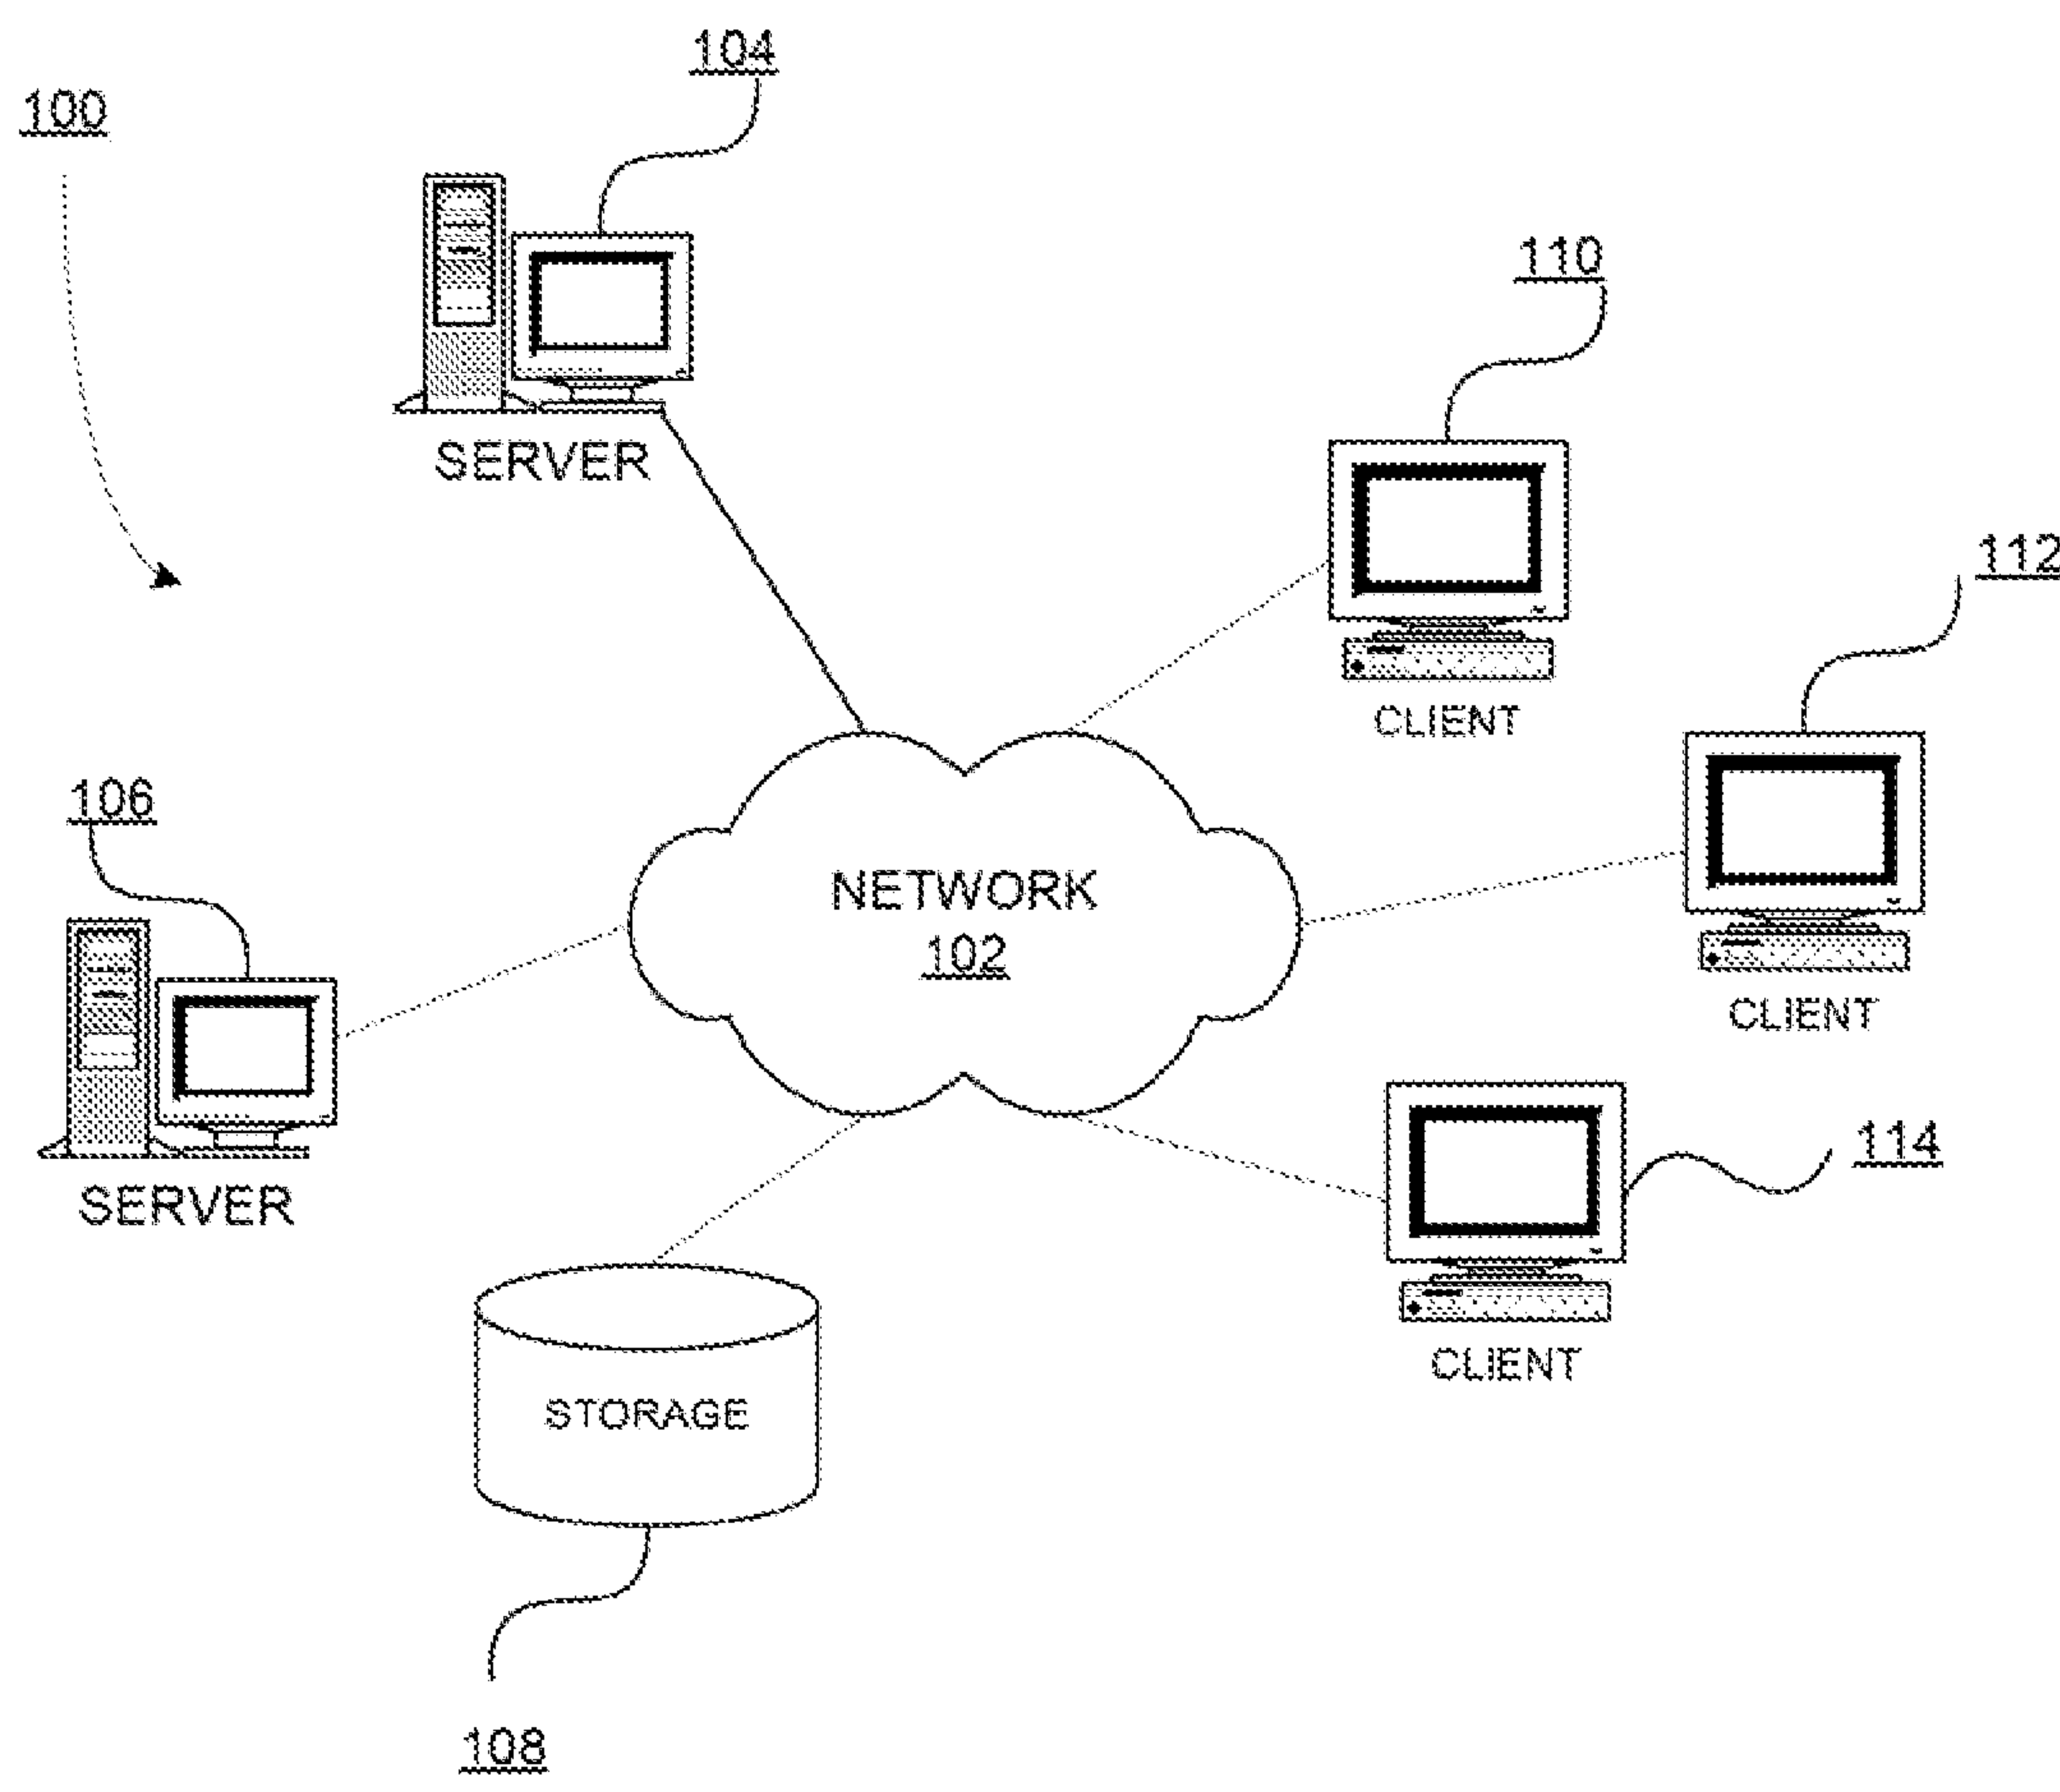 104
100
SERVER
110
CLIENT
112
CLIENT
106
SERVER
NETWORK
102
114
CLIENT
STORAGE
108